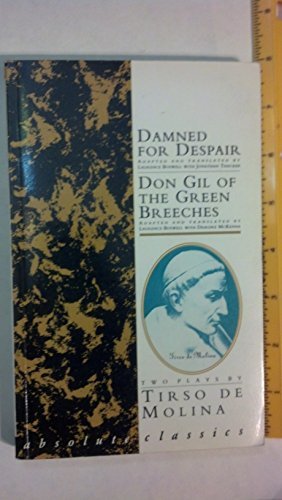 DAMNED
FOR DESPAIR
ADAPTED AND TRANSLATED BY
LAURENCE BOSWELL WITH JONATHAN THACKER
DON GIL OF
THE GREEN
BREECHES
ADAPTED AND TRANSLATED BY
LAURENCE BOSWELL WITH DEIRDRE MCKENNA
Tirso de Molina
TWO PLAYS BY
TIRSO DE
MOLINA
absolute classics